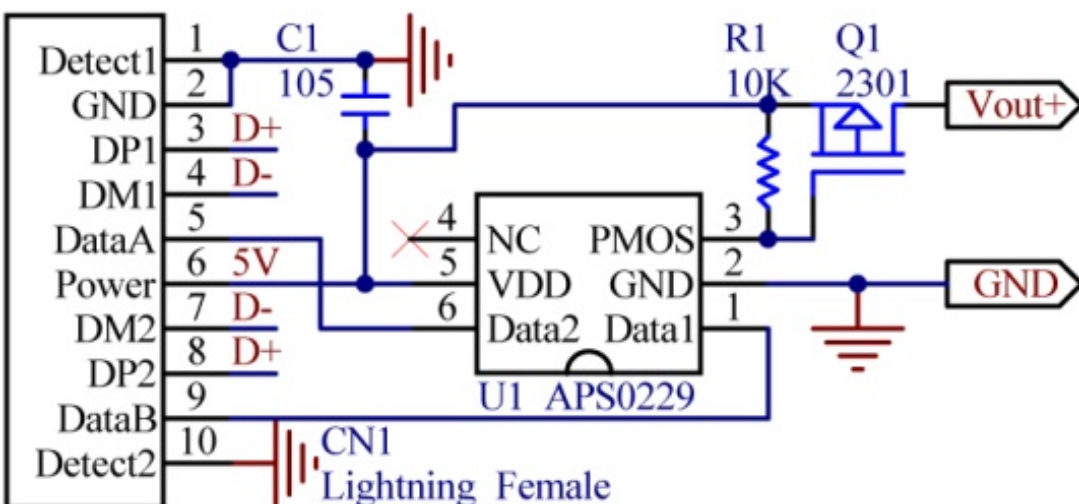 Detect1 1 C1 R1 Q1
GND 2 105 10K 2301 Vout+
DP1 3 D+
DM1 4 D-
DataA 5 4 NC PMOS 3
Power 6 5V 5 VDD GND 2 GND
DM2 7 D- 6 Data2 Data1 1
DP2 8 D+
U1 APS0229
DataB 9
Detect2 10 CN1
Lightning Female